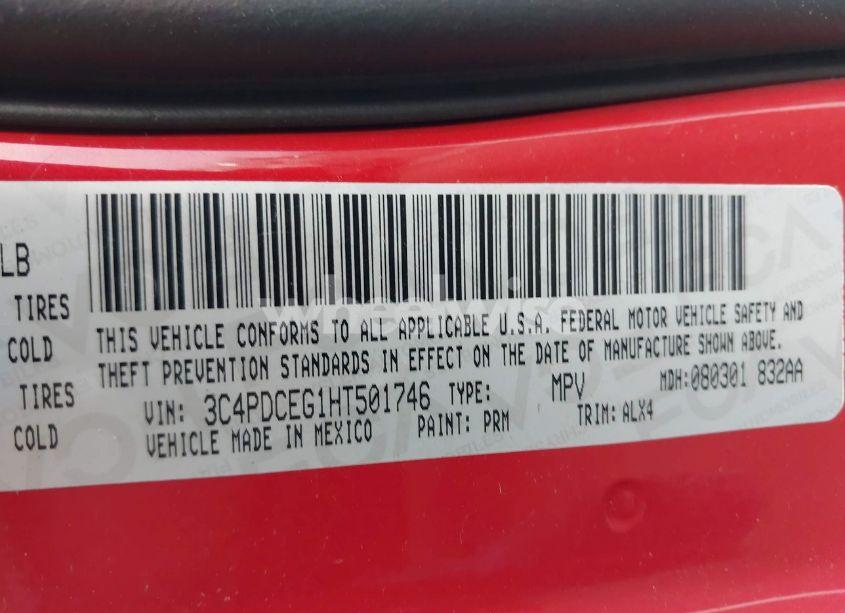 LB
TIRES
COLD
TIRES
COLD
THIS VEHICLE CONFORMS TO ALL APPLICABLE U.S.A. FEDERAL MOTOR VEHICLE SAFETY AND
THEFT PREVENTION STANDARDS IN EFFECT ON THE DATE OF MANUFACTURE SHOWN ABOVE.
VIN: 3C4PDCEG1HT501746 TYPE: MPV MDH:080301 832AA
VEHICLE MADE IN MEXICO PAINT: PRM TRIM: ALX4